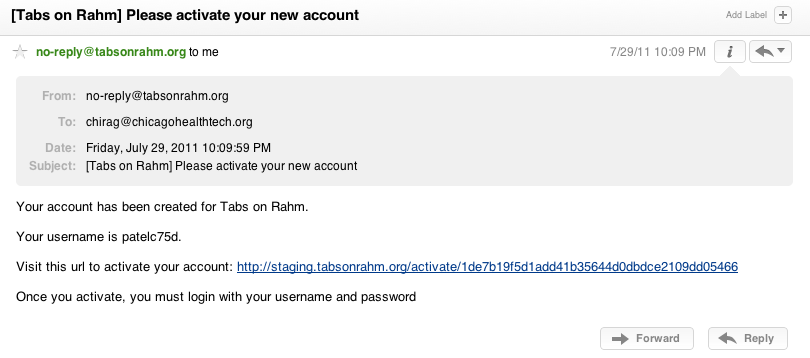 [Tabs on Rahm] Please activate your new account
Add Label
no-reply@tabsonrahm.org to me
7/29/11 10:09 PM
From: no-reply@tabsonrahm.org
To: chirag@chicagohealthtech.org
Date: Friday, July 29, 2011 10:09:59 PM
Subject: [Tabs on Rahm] Please activate your new account
Your account has been created for Tabs on Rahm.
Your username is patelc75d.
Visit this url to activate your account: http://staging.tabsonrahm.org/activate/1de7b19f5d1add41b35644d0dbdce2109dd05466
Once you activate, you must login with your username and password
Forward
Reply